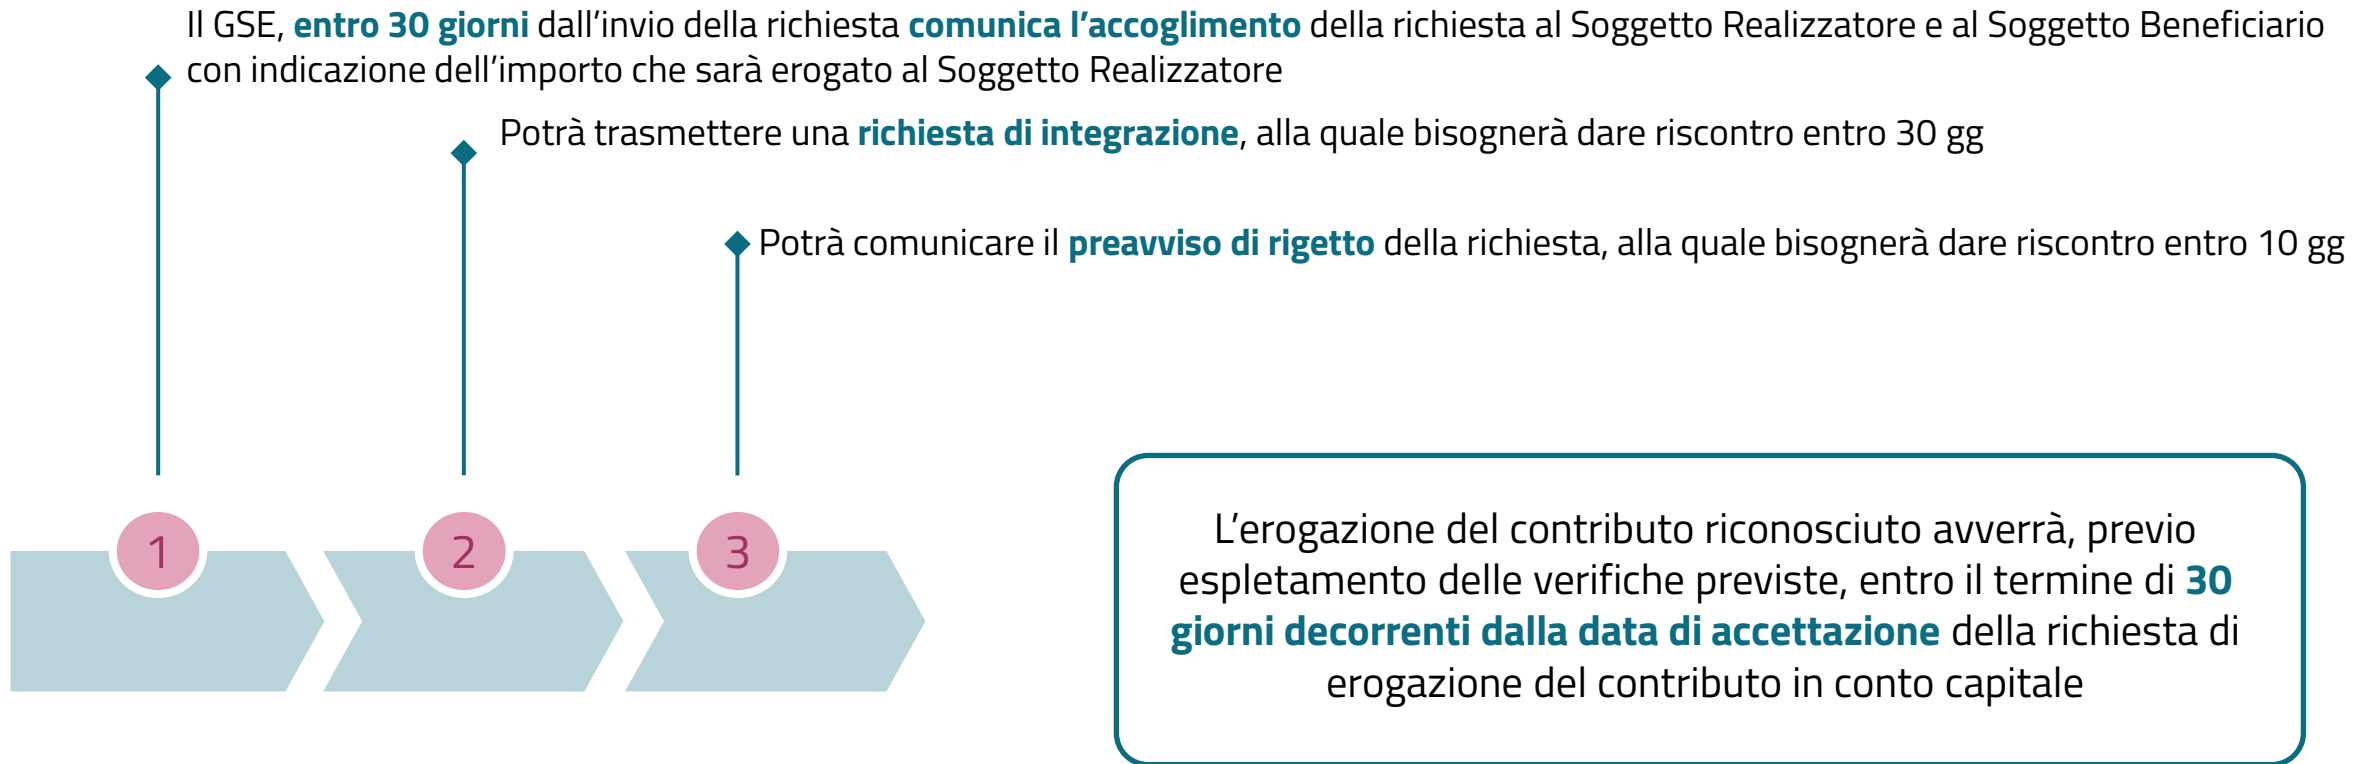 Il GSE, entro 30 giorni dall’invio della richiesta comunica l’accoglimento della richiesta al Soggetto Realizzatore e al Soggetto Beneficiario
con indicazione dell’importo che sarà erogato al Soggetto Realizzatore
Potrà trasmettere una richiesta di integrazione, alla quale bisognerà dare riscontro entro 30 gg
Potrà comunicare il preavviso di rigetto della richiesta, alla quale bisognerà dare riscontro entro 10 gg
1
2
3
L’erogazione del contributo riconosciuto avverrà, previo
espletamento delle verifiche previste, entro il termine di 30
giorni decorrenti dalla data di accettazione della richiesta di
erogazione del contributo in conto capitale